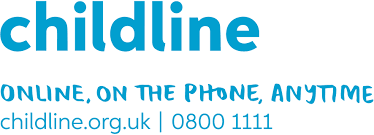 childline
ONLINE, ON THE PHONE, ANYTIME
childline.org.uk | 0800 1111